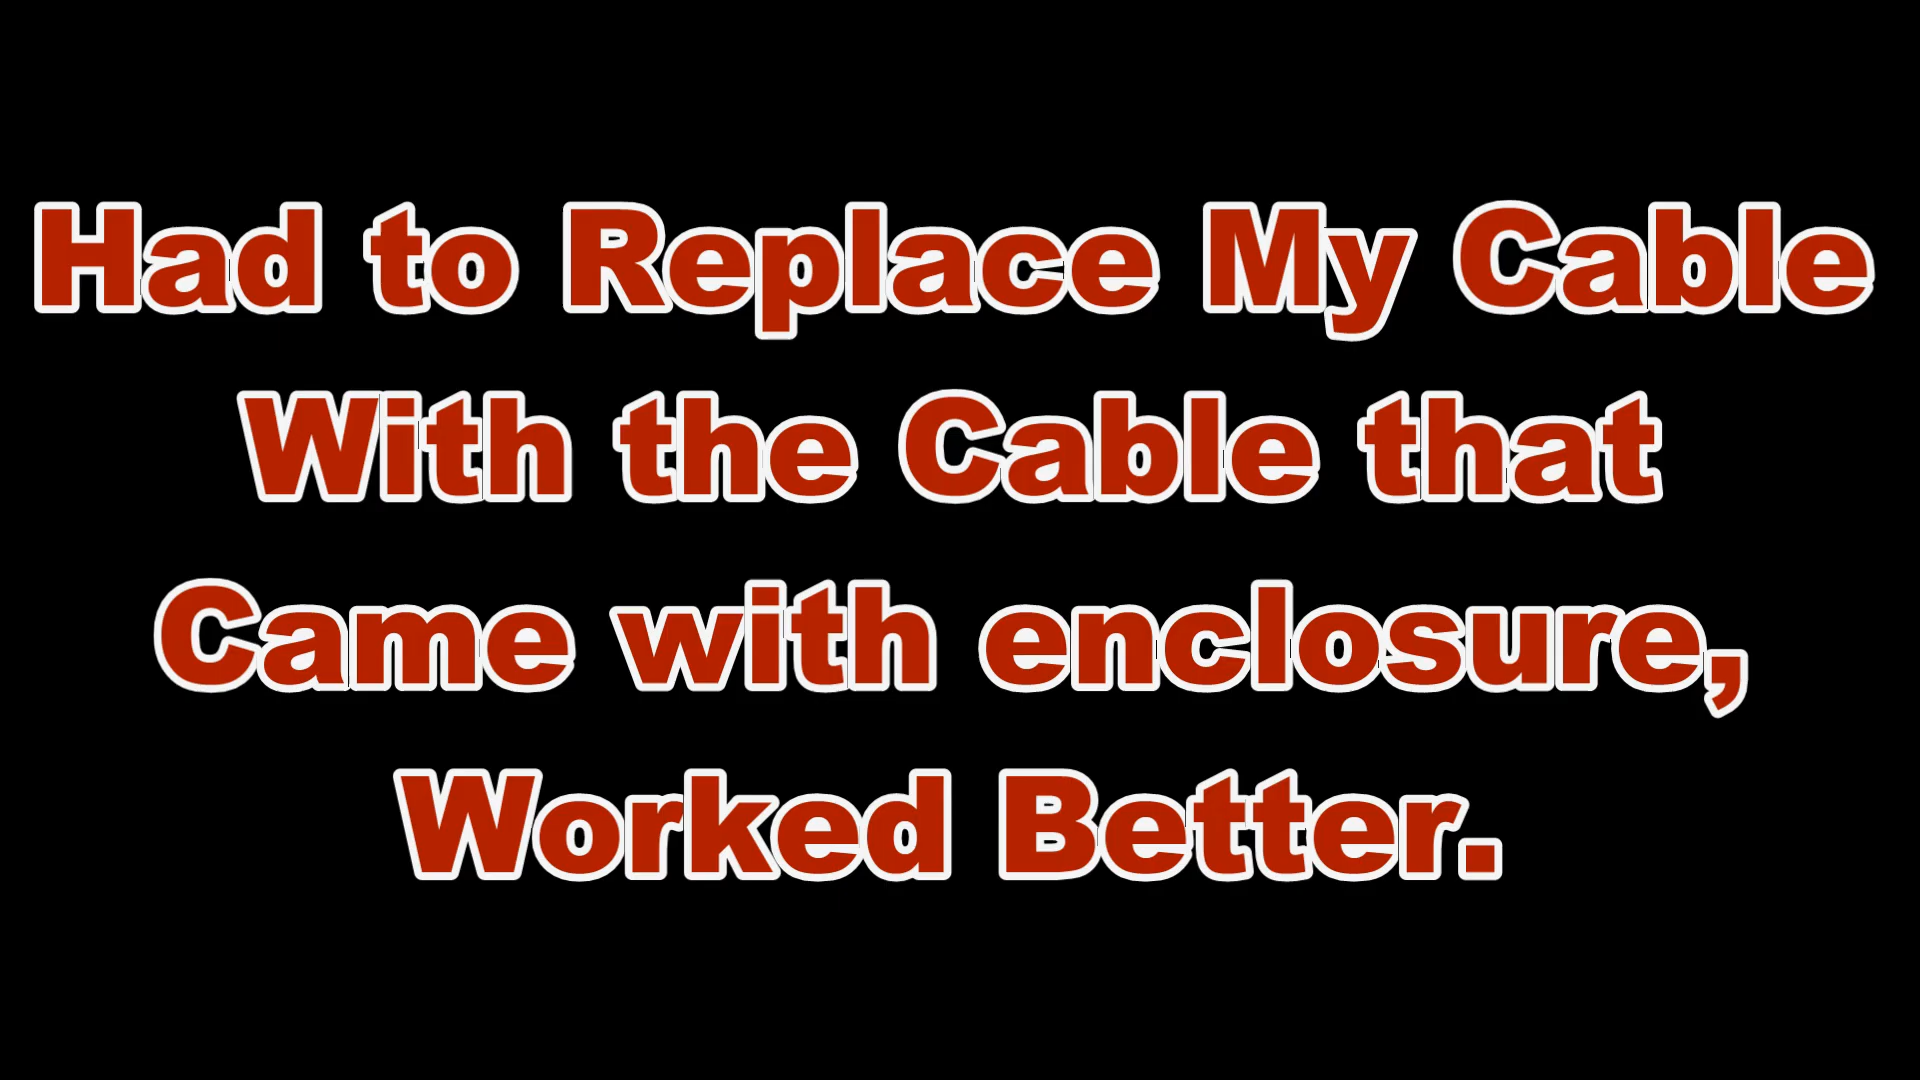 Had to Replace My Cable
With the Cable that
Came with enclosure,
Worked Better.